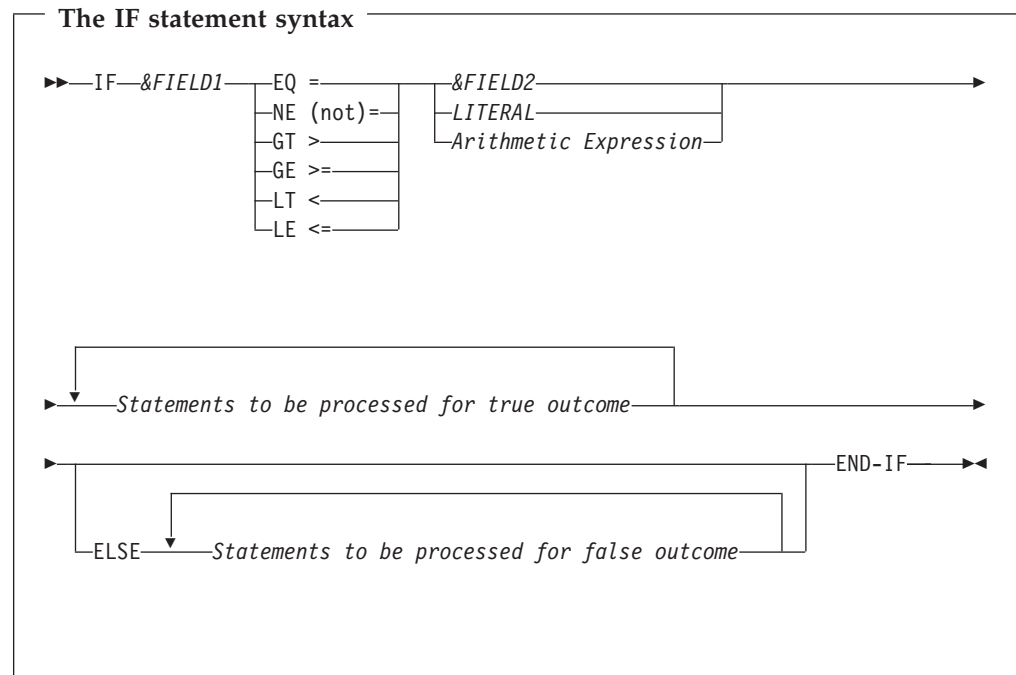 The IF statement syntax
IF &FIELD1 EQ = &FIELD2
NE (not)= LITERAL
GT > Arithmetic Expression
GE >=
LT <
LE <=
Statements to be processed for true outcome
END-IF
ELSE Statements to be processed for false outcome